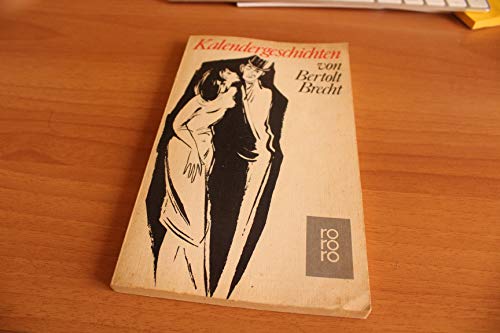 Kalendergeschichten
von
Bertolt
Brecht
ro
ro
ro